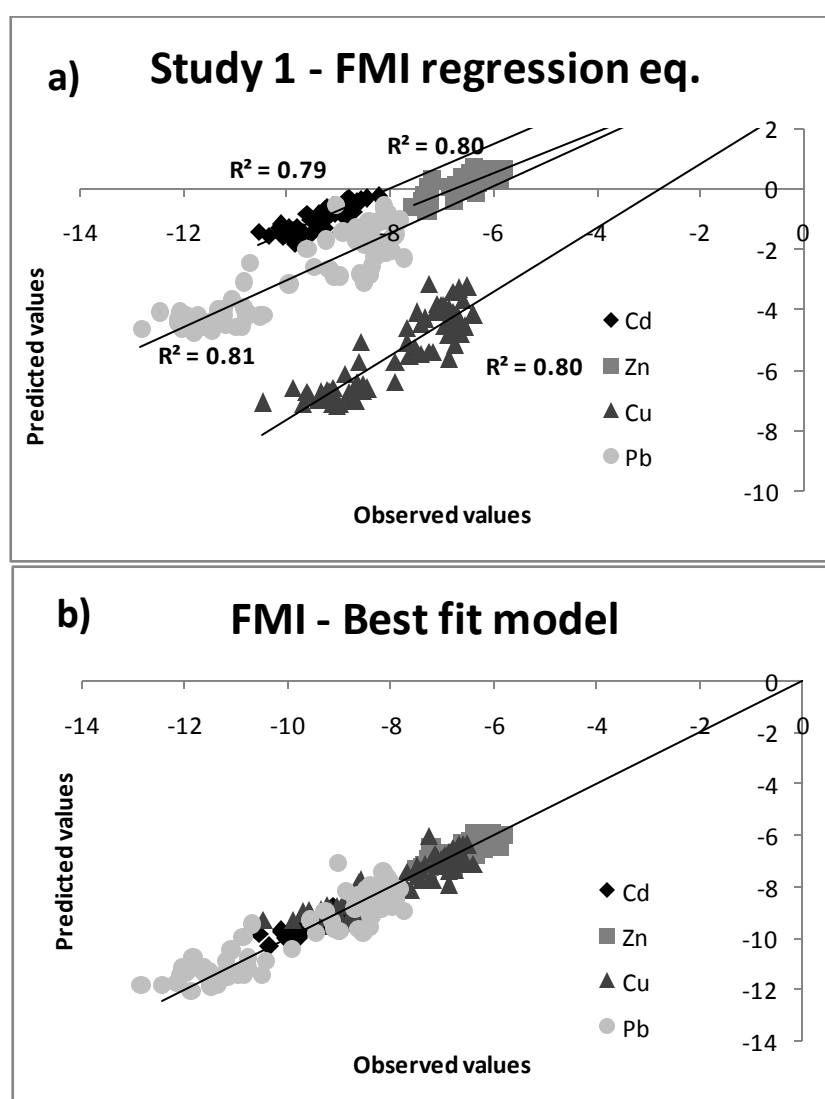 a)
Study 1 - FMI regression eq.
2
R² = 0.80
R² = 0.79
0
-14
-12
-10
-8
-6
-4
-2
0
-2
-4
-6
-8
-10
R² = 0.81
R² = 0.80
Cd
Zn
Cu
Pb
Predicted values
Observed values
b)
FMI - Best fit model
0
-14
-12
-10
-8
-6
-4
-2
0
-2
-4
-6
-8
-10
-12
-14
Cd
Zn
Cu
Pb
Predicted values
Observed values